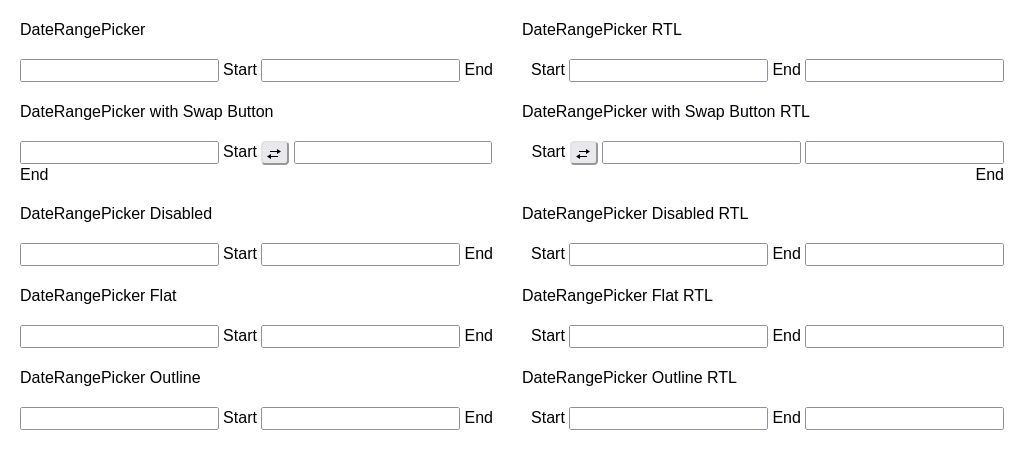 DateRangePicker
Start End
DateRangePicker with Swap Button
Start
End
DateRangePicker Disabled
Start End
DateRangePicker Flat
Start End
DateRangePicker Outline
Start End
DateRangePicker RTL
Start End
DateRangePicker with Swap Button RTL
Start
End
DateRangePicker Disabled RTL
Start End
DateRangePicker Flat RTL
Start End
DateRangePicker Outline RTL
Start End